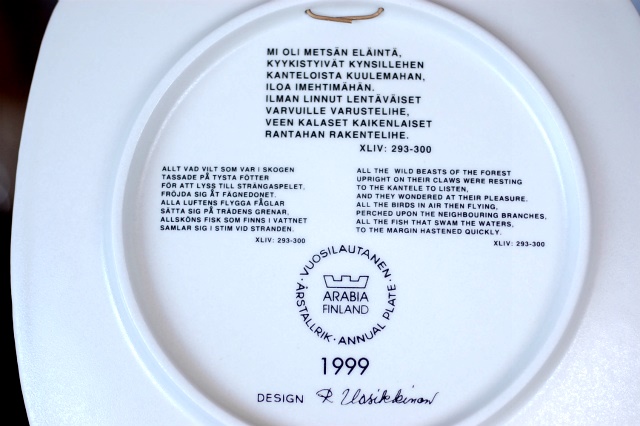 MI OLI METSÄN ELÄINTÄ,
KYYKISTYIVÄT KYNSILLEHEN
KANTELOISTA KUULEMAHAN,
ILOA IMEHTIMÄHÄN.
ILMAN LINNUT LENTÄVÄISET
VARVUILLE VARUSTELIHE,
VEEN KALASET KAIKENLAISET
RANTAHAN RAKENTELIHE.
XLIV: 293-300
ALLT VAD VILT SOM VAR I SKOGEN
TASSADE PÅ TYSTA FÖTTER
FÖR ATT LYSS TILL STRÄNGASPELET,
FRÖJDA SIG ÅT FÄGNEDONET.
ALLA LUFTENS FLYGGA FÅGLAR
SÄTTA SIG PÅ TRÄDENS GRENAR,
ALLSKÖNS FISK SOM FINNS I VATTNET
SAMLAR SIG I STIM VID STRANDEN.
XLIV: 293-300
ALL THE WILD BEASTS OF THE FOREST
UPRIGHT ON THEIR CLAWS WERE RESTING
TO THE KANTELE TO LISTEN,
AND THEY WONDERED AT THEIR PLEASURE.
ALL THE BIRDS IN AIR THEN FLYING,
PERCHED UPON THE NEIGHBOURING BRANCHES,
ALL THE FISH THAT SWAM THE WATERS,
TO THE MARGIN HASTENED QUICKLY.
XLIV: 293-300
· VUOSILAUTANEN · ÅRSTALLRIK · ANNUAL PLATE
ARABIA
FINLAND
1999
DESIGN R Uosikkinen